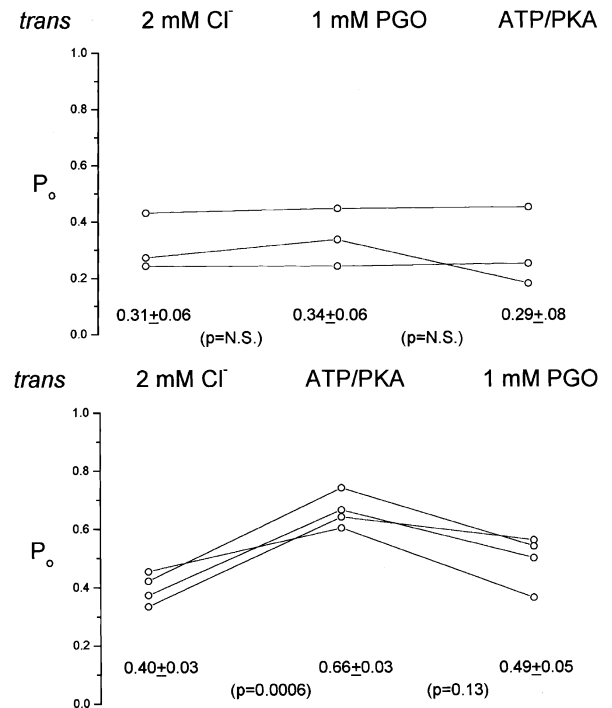 trans 2 mM Cl⁻ 1 mM PGO ATP/PKA
1.0
0.8
0.6
Po
0.4
0.2
0.0
0.31±0.06 0.34±0.06 0.29±.08
(p=N.S.) (p=N.S.)
trans 2 mM Cl⁻ ATP/PKA 1 mM PGO
1.0
0.8
0.6
Po
0.4
0.2
0.40±0.03 0.66±0.03 0.49±0.05
(p=0.0006) (p=0.13)
0.0